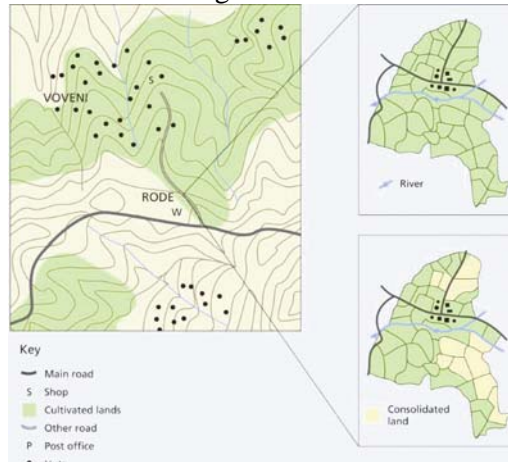 S
VOVENI
RODE
W
River
Consolidated
land
Key
Main road
S Shop
Cultivated lands
Other road
P Post office